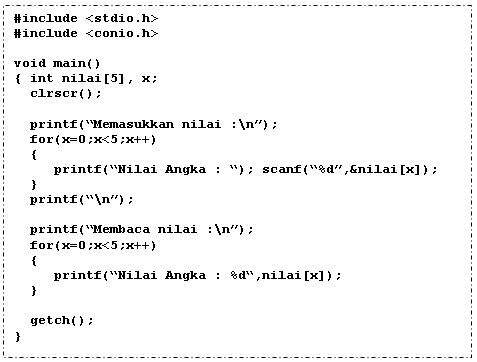 #include <stdio.h>
#include <conio.h>
void main()
{ int nilai[5], x;
clrscr();
printf(“Memasukkan nilai :\n”);
for(x=0;x<5;x++)
{
printf(“Nilai Angka : “); scanf(“%d”,&nilai[x]);
}
printf(“\n”);
printf(“Membaca nilai :\n”);
for(x=0;x<5;x++)
{
printf(“Nilai Angka : %d“,nilai[x]);
}
getch();
}